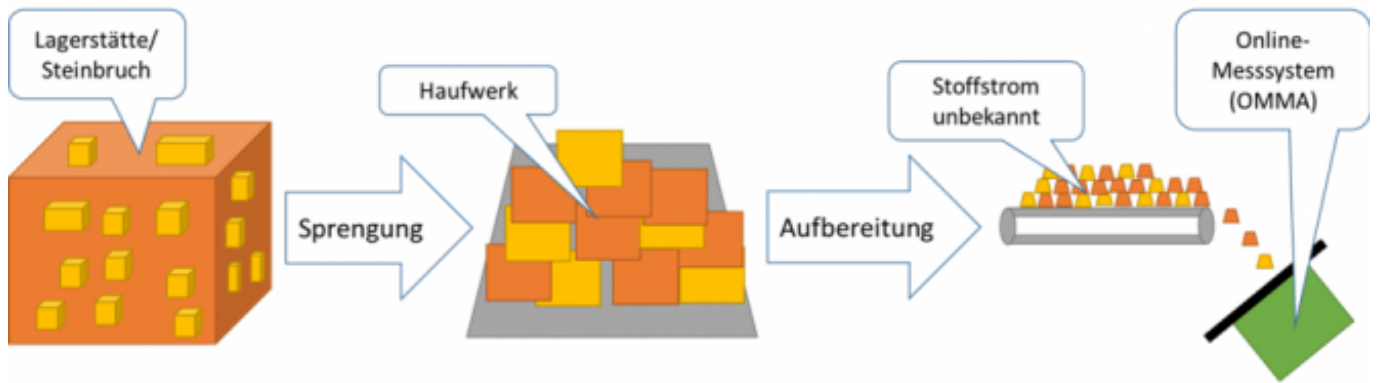 Lagerstätte/
Steinbruch
Sprengung
Haufwerk
Aufbereitung
Stoffstrom
unbekannt
Online-
Messsystem
(OMMA)